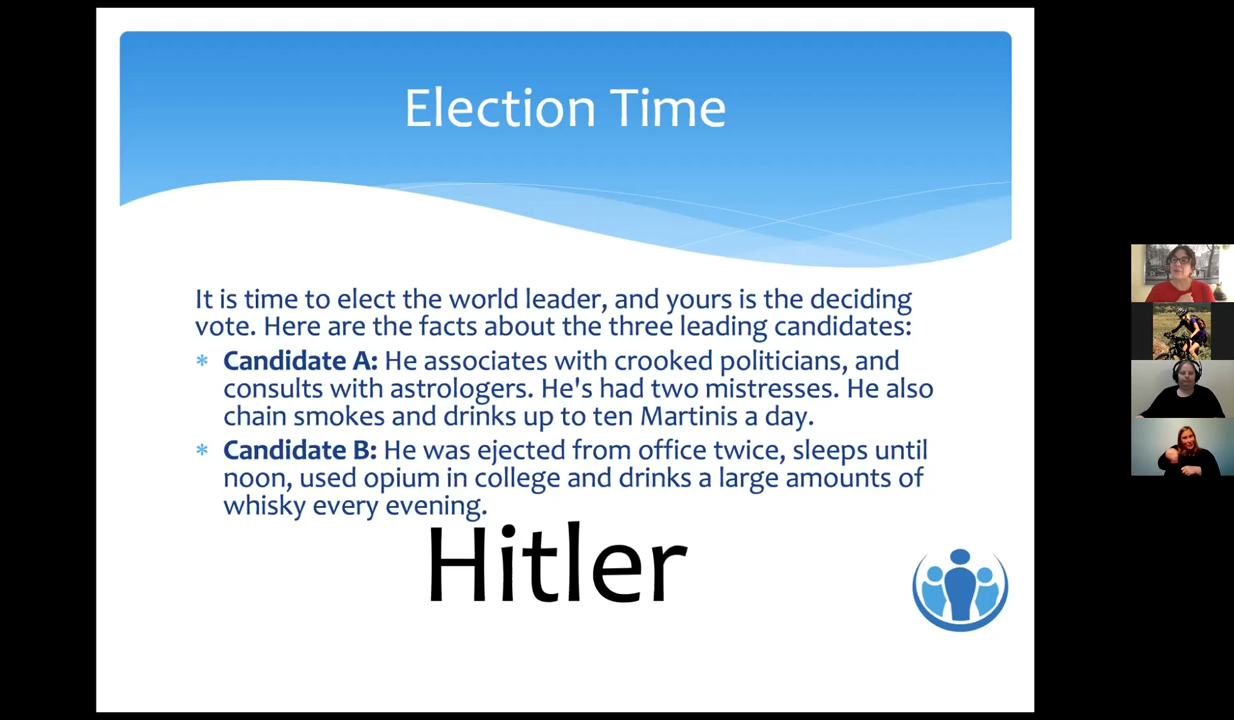 Election Time
It is time to elect the world leader, and yours is the deciding
vote. Here are the facts about the three leading candidates:
* Candidate A: He associates with crooked politicians, and
consults with astrologers. He's had two mistresses. He also
chain smokes and drinks up to ten Martinis a day.
* Candidate B: He was ejected from office twice, sleeps until
noon, used opium in college and drinks a large amounts of
whisky every evening.
Hitler